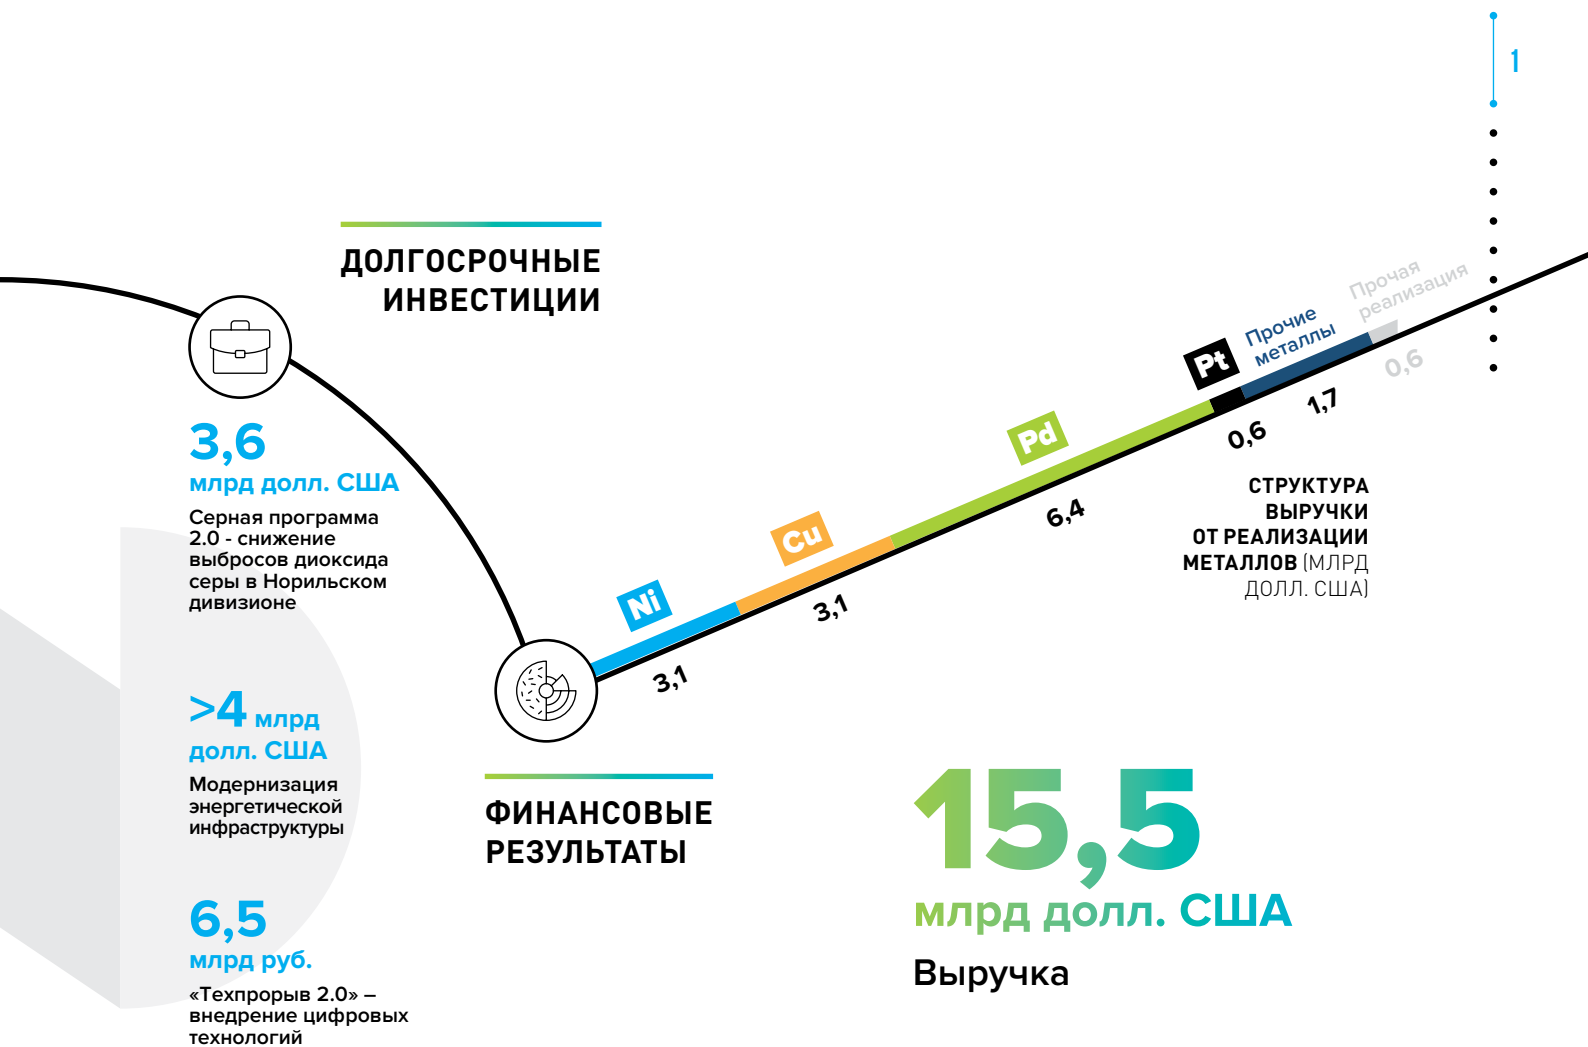 1
ДОЛГОСРОЧНЫЕ
ИНВЕСТИЦИИ
3,6
млрд долл. США
Серная программа
2.0 - снижение
выбросов диоксида
серы в Норильском
дивизионе
>4 млрд
долл. США
Модернизация
энергетической
инфраструктуры
6,5
млрд руб.
«Техпрорыв 2.0» –
внедрение цифровых
технологий
ФИНАНСОВЫЕ
РЕЗУЛЬТАТЫ
Ni
3,1
Cu
3,1
Pd
6,4
Pt
0,6
Прочие
металлы
1,7
Прочая
реализация
0,6
СТРУКТУРА
ВЫРУЧКИ
ОТ РЕАЛИЗАЦИИ
МЕТАЛЛОВ (МЛРД
ДОЛЛ. США)
15,5
млрд долл. США
Выручка